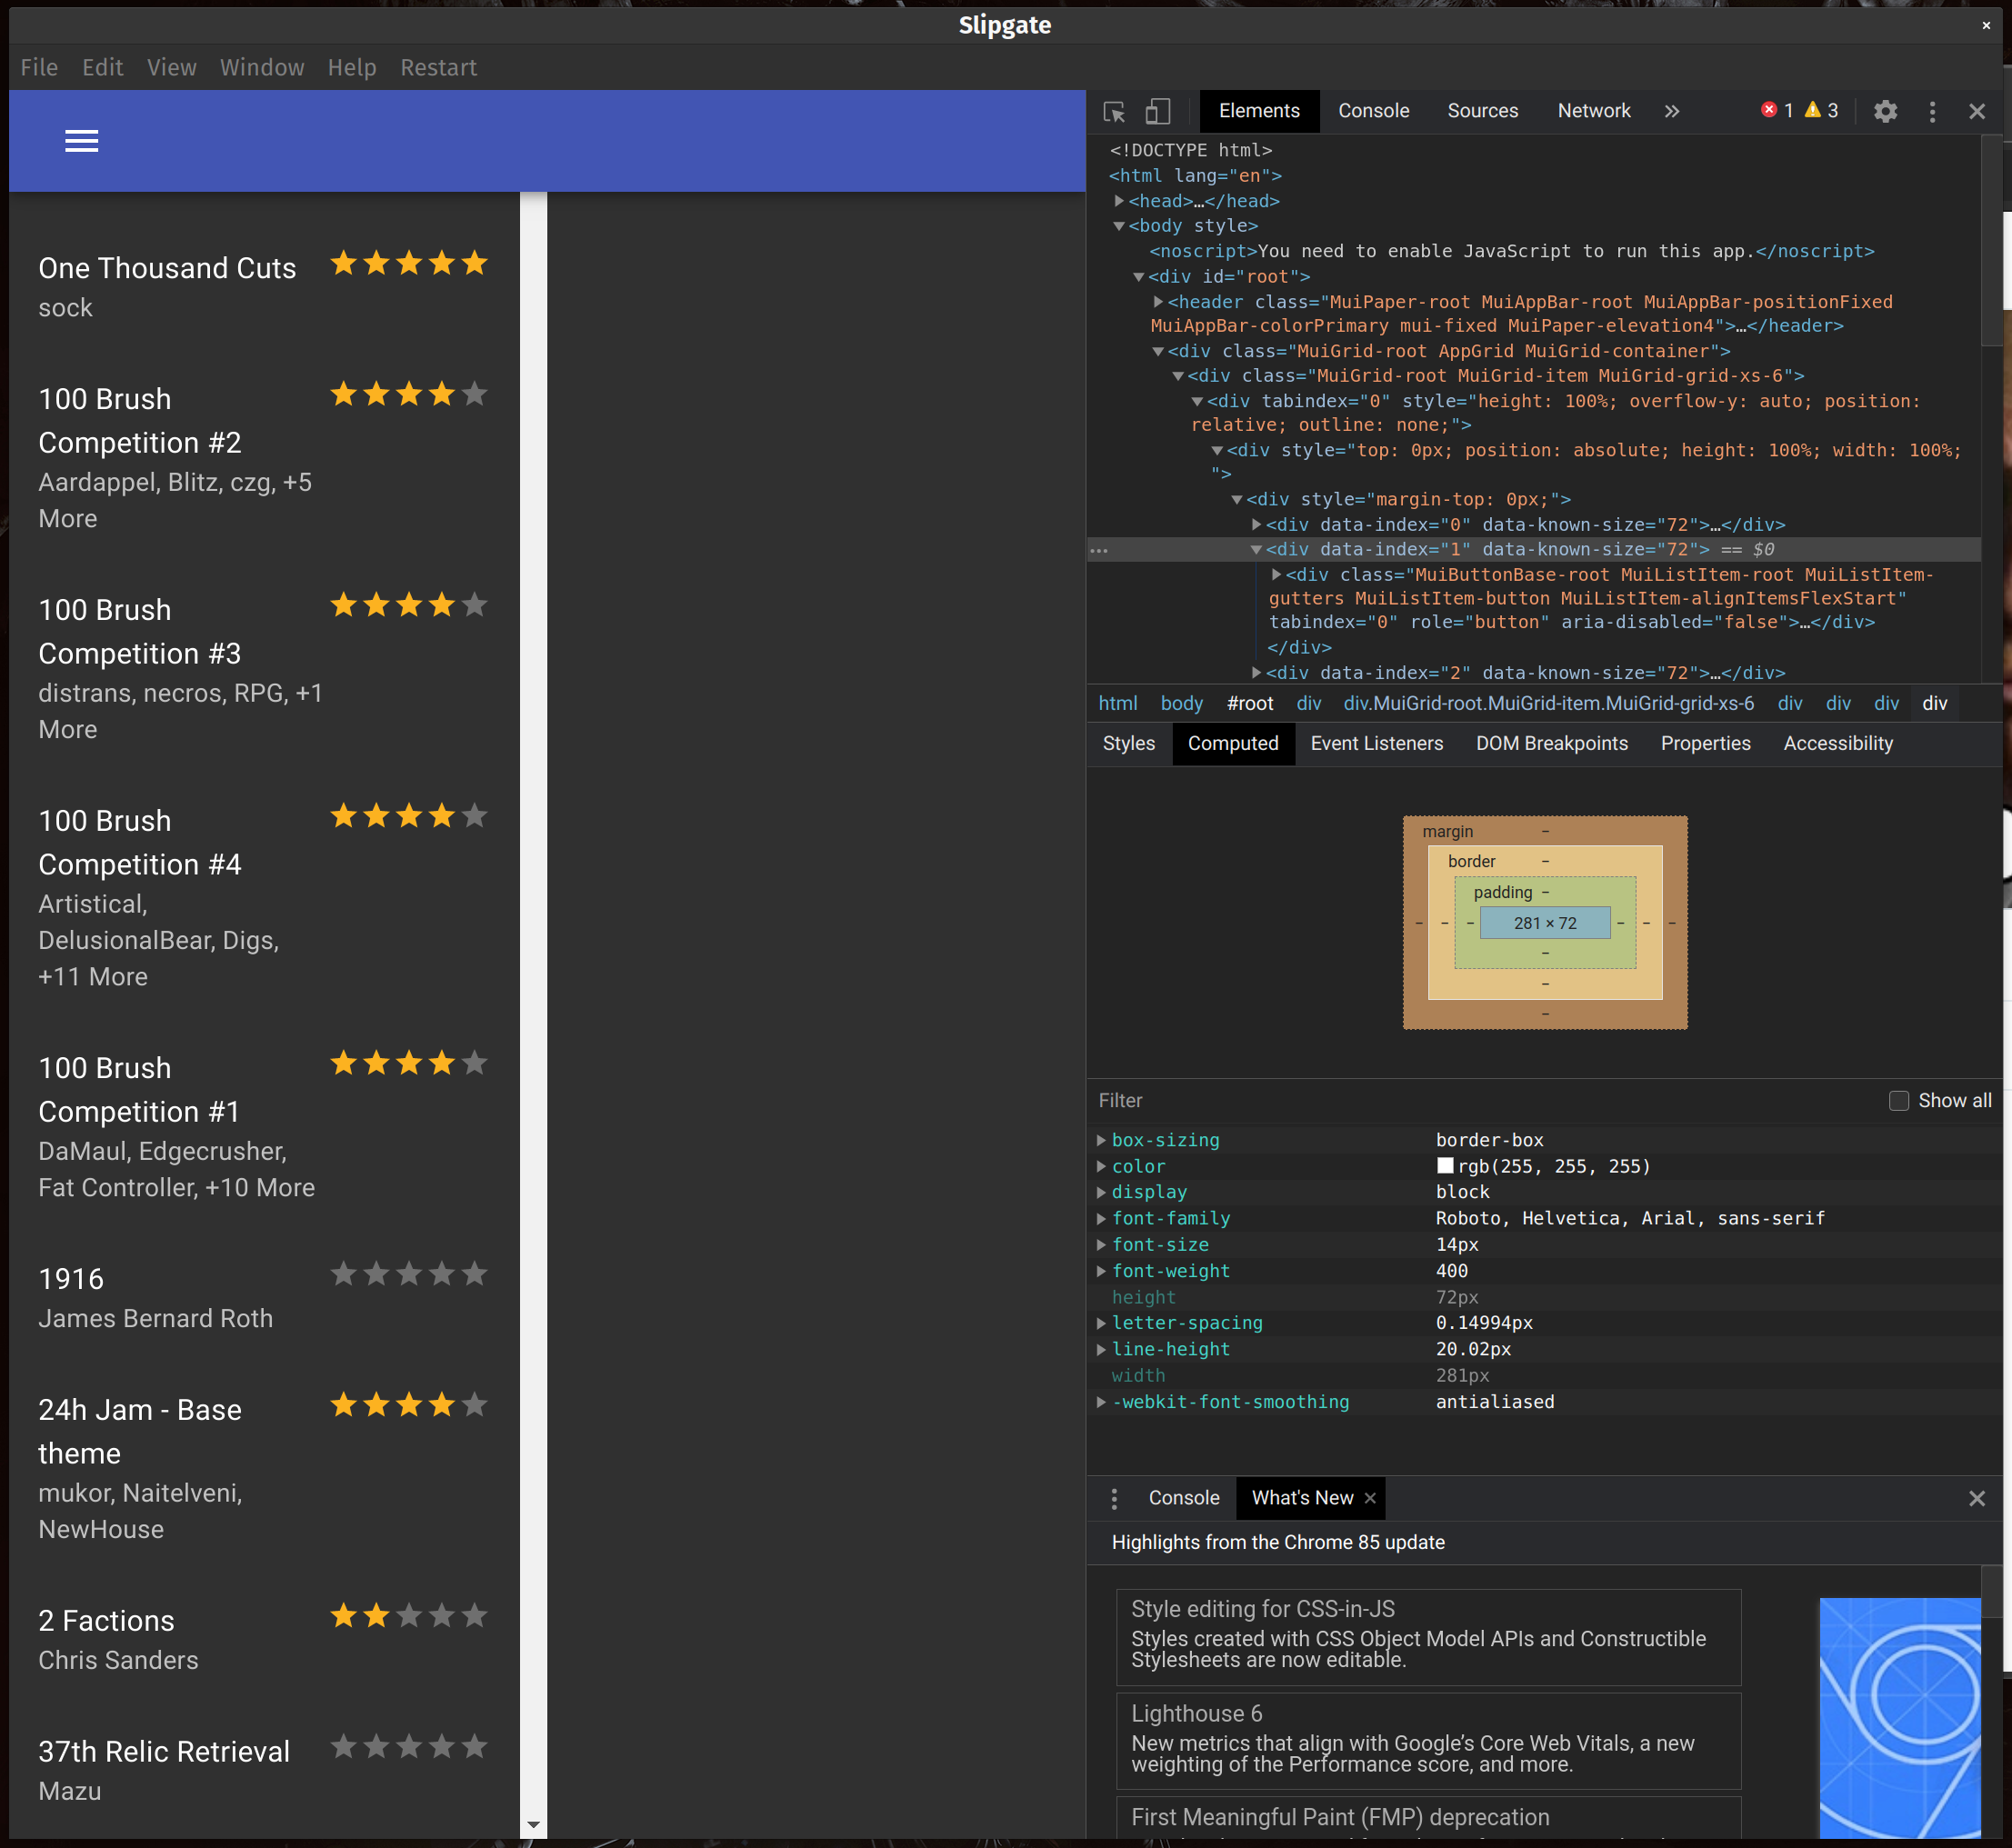 Slipgate
File Edit View Window Help Restart
One Thousand Cuts
sock
100 Brush
Competition #2
Aardappel, Blitz, czg, +5
More
100 Brush
Competition #3
distrans, necros, RPG, +1
More
100 Brush
Competition #4
Artistical,
DelusionalBear, Digs,
+11 More
100 Brush
Competition #1
DaMaul, Edgecrusher,
Fat Controller, +10 More
1916
James Bernard Roth
24h Jam - Base
theme
mukor, Naitelveni,
NewHouse
2 Factions
Chris Sanders
37th Relic Retrieval
Mazu
Elements Console Sources Network » 1 3
<!DOCTYPE html>
<html lang="en">
<head>…</head>
<body style>
<noscript>You need to enable JavaScript to run this app.</noscript>
<div id="root">
<header class="MuiPaper-root MuiAppBar-root MuiAppBar-positionFixed
MuiAppBar-colorPrimary mui-fixed MuiPaper-elevation4">…</header>
<div class="MuiGrid-root AppGrid MuiGrid-container">
<div class="MuiGrid-root MuiGrid-item MuiGrid-grid-xs-6">
<div tabindex="0" style="height: 100%; overflow-y: auto; position:
relative; outline: none;">
<div style="top: 0px; position: absolute; height: 100%; width: 100%;
">
<div style="margin-top: 0px;">
<div data-index="0" data-known-size="72">…</div>
<div data-index="1" data-known-size="72"> == $0
<div class="MuiButtonBase-root MuiListItem-root MuiListItem-
gutters MuiListItem-button MuiListItem-alignItemsFlexStart"
tabindex="0" role="button" aria-disabled="false">…</div>
</div>
<div data-index="2" data-known-size="72">…</div>
html body #root div div.MuiGrid-root.MuiGrid-item.MuiGrid-grid-xs-6 div div div div
Styles Computed Event Listeners DOM Breakpoints Properties Accessibility
margin -
border -
padding -
- - - 281 × 72 - - -
-
-
-
Filter Show all
box-sizing border-box
color rgb(255, 255, 255)
display block
font-family Roboto, Helvetica, Arial, sans-serif
font-size 14px
font-weight 400
height 72px
letter-spacing 0.14994px
line-height 20.02px
width 281px
-webkit-font-smoothing antialiased
Console What's New
Highlights from the Chrome 85 update
Style editing for CSS-in-JS
Styles created with CSS Object Model APIs and Constructible
Stylesheets are now editable.
Lighthouse 6
New metrics that align with Google’s Core Web Vitals, a new
weighting of the Performance score, and more.
First Meaningful Paint (FMP) deprecation